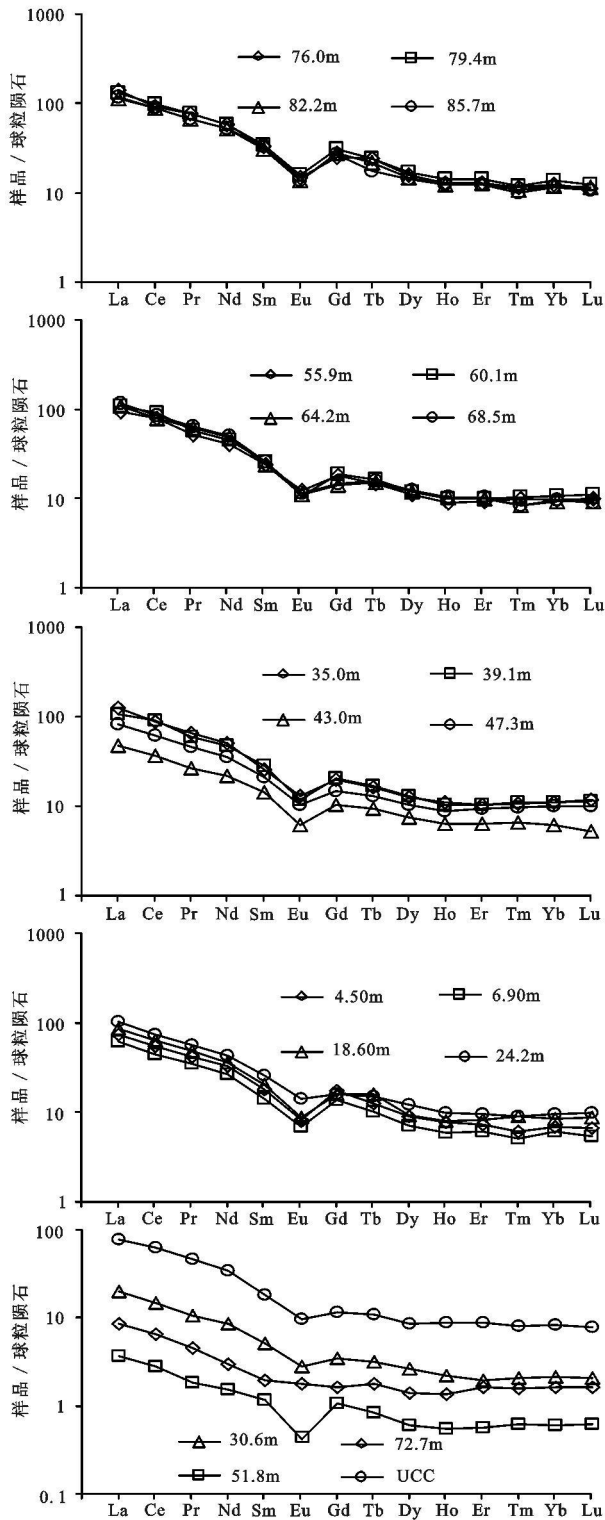 1000
76.0m 79.4m
100
82.2m 85.7m
样品 / 球粒陨石
10
1
La Ce Pr Nd Sm Eu Gd Tb Dy Ho Er Tm Yb Lu
1000
55.9m 60.1m
100
64.2m 68.5m
样品 / 球粒陨石
10
1
La Ce Pr Nd Sm Eu Gd Tb Dy Ho Er Tm Yb Lu
1000
35.0m 39.1m
100
43.0m 47.3m
样品 / 球粒陨石
10
1
La Ce Pr Nd Sm Eu Gd Tb Dy Ho Er Tm Yb Lu
1000
4.50m 6.90m
100
18.60m 24.2m
样品 / 球粒陨石
10
1
La Ce Pr Nd Sm Eu Gd Tb Dy Ho Er Tm Yb Lu
100
样品 / 球粒陨石
10
1
30.6m 72.7m
51.8m UCC
0.1
La Ce Pr Nd Sm Eu Gd Tb Dy Ho Er Tm Yb Lu